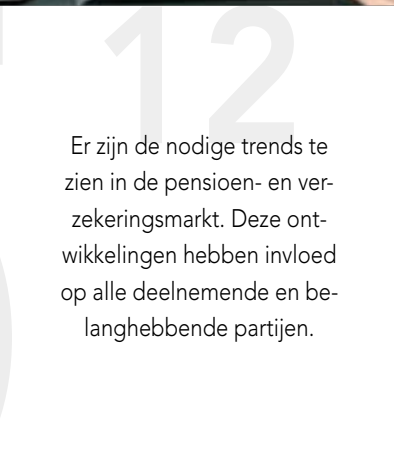 12
Er zijn de nodige trends te
zien in de pensioen- en ver-
zekeringsmarkt. Deze ont-
wikkelingen hebben invloed
op alle deelnemende en be-
langhebbende partijen.